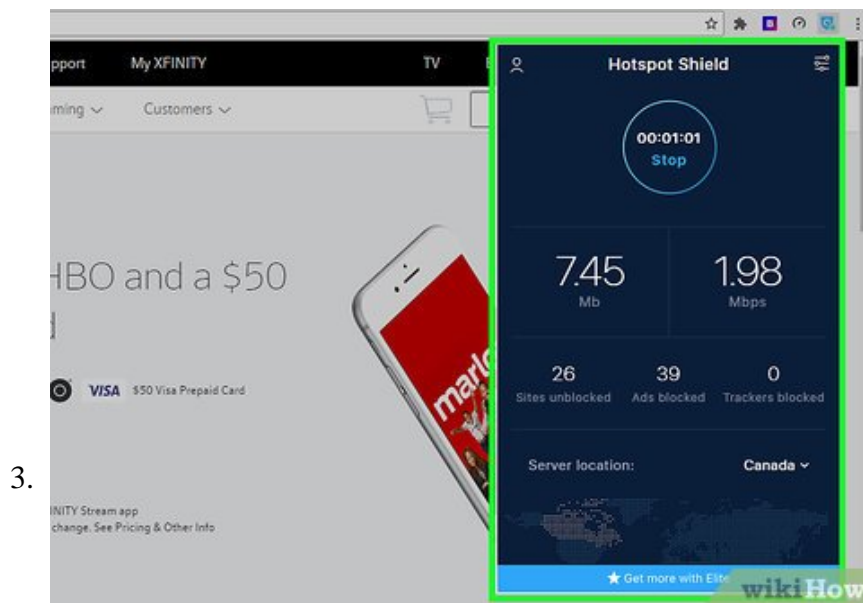 pport My XFINITY TV
Hotspot Shield
ming Customers
00:01:01
Stop
HBO and a $50
7.45 1.98
Mb Mbps
VISA $50 Visa Prepaid Card
marlo
26 39 0
Sites unblocked Ads blocked Trackers blocked
Server location: Canada
3.
INITY Stream app
change. See Pricing & Other Info
Get more with Elite
wikiHow